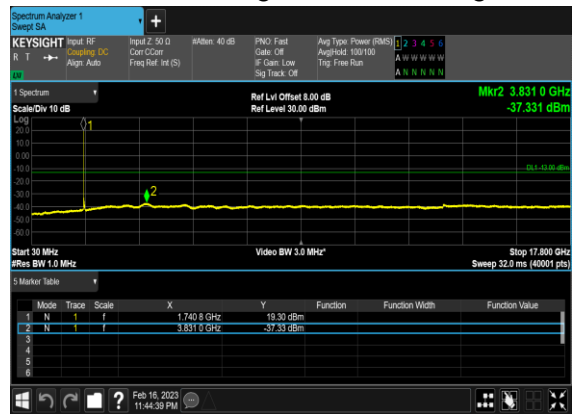 Spectrum Analyzer 1
Swept SA
+
KEYSIGHT Input: RF Input Z: 50 Ω #Atten: 40 dB PNO: Fast Avg Type: Power (RMS) 1 2 3 4 5 6
R T Coupling: DC Corr CCorr Gate: Off Avg|Hold: 100/100 A W W W W W
Align: Auto Freq Ref: Int (S) IF Gain: Low Trig: Free Run
Sig Track: Off A N N N N N
1 Spectrum Ref Lvl Offset 8.00 dB Mkr2 3.831 0 GHz
Scale/Div 10 dB Ref Level 30.00 dBm -37.331 dBm
Log
1
20.0
10.0
0.00
-10.0
DL1 -13.00 dBm
-20.0
2
-30.0
-40.0
-50.0
-60.0
Start 30 MHz Video BW 3.0 MHz* Stop 17.800 GHz
#Res BW 1.0 MHz Sweep 32.0 ms (40001 pts)
5 Marker Table
Mode Trace Scale X Y Function Function Width Function Value
1 N 1 f 1.740 8 GHz 19.30 dBm
2 N 1 f 3.831 0 GHz -37.33 dBm
3
4
5
6
? Feb 16, 2023
11:44:39 PM